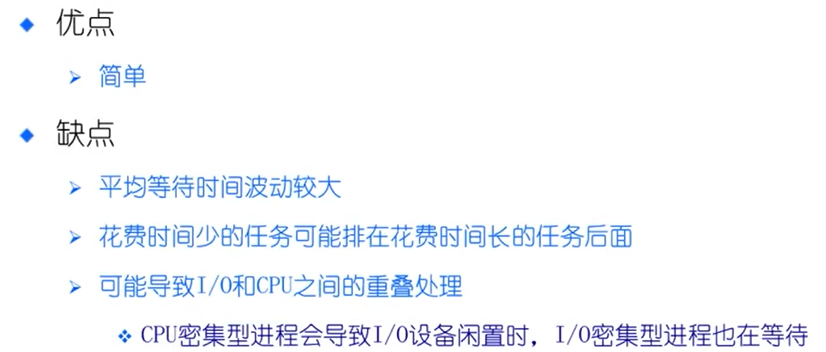 优点
简单
缺点
平均等待时间波动较大
花费时间少的任务可能排在花费时间长的任务后面
可能导致I/O和CPU之间的重叠处理
CPU密集型进程会导致I/O设备闲置时，I/O密集型进程也在等待